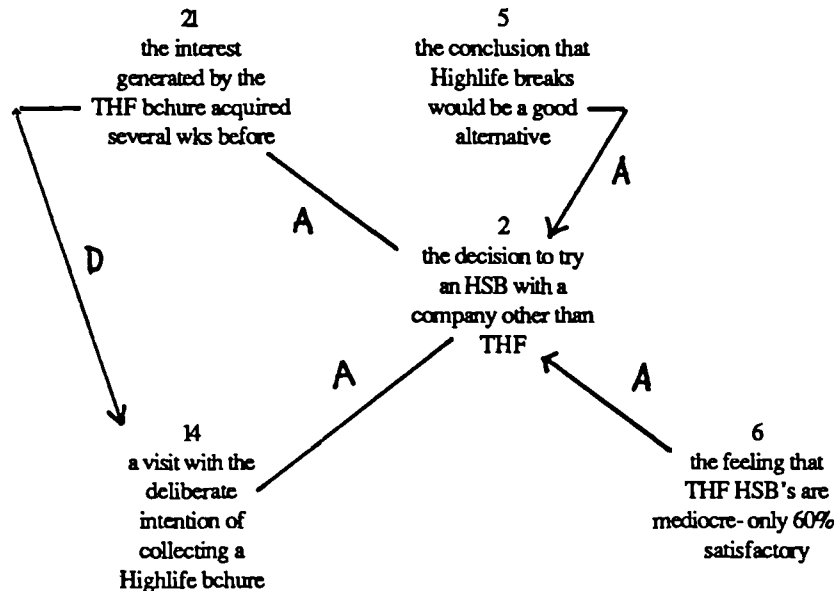 21
the interest
generated by the
THF bchure acquired
several wks before
5
the conclusion that
Highlife breaks
would be a good
alternative
A
A
2
the decision to try
an HSB with a
company other than
THF
D
A
A
14
a visit with the
deliberate
intention of
collecting a
Highlife bchure
6
the feeling that
THF HSB's are
mediocre- only 60%
satisfactory